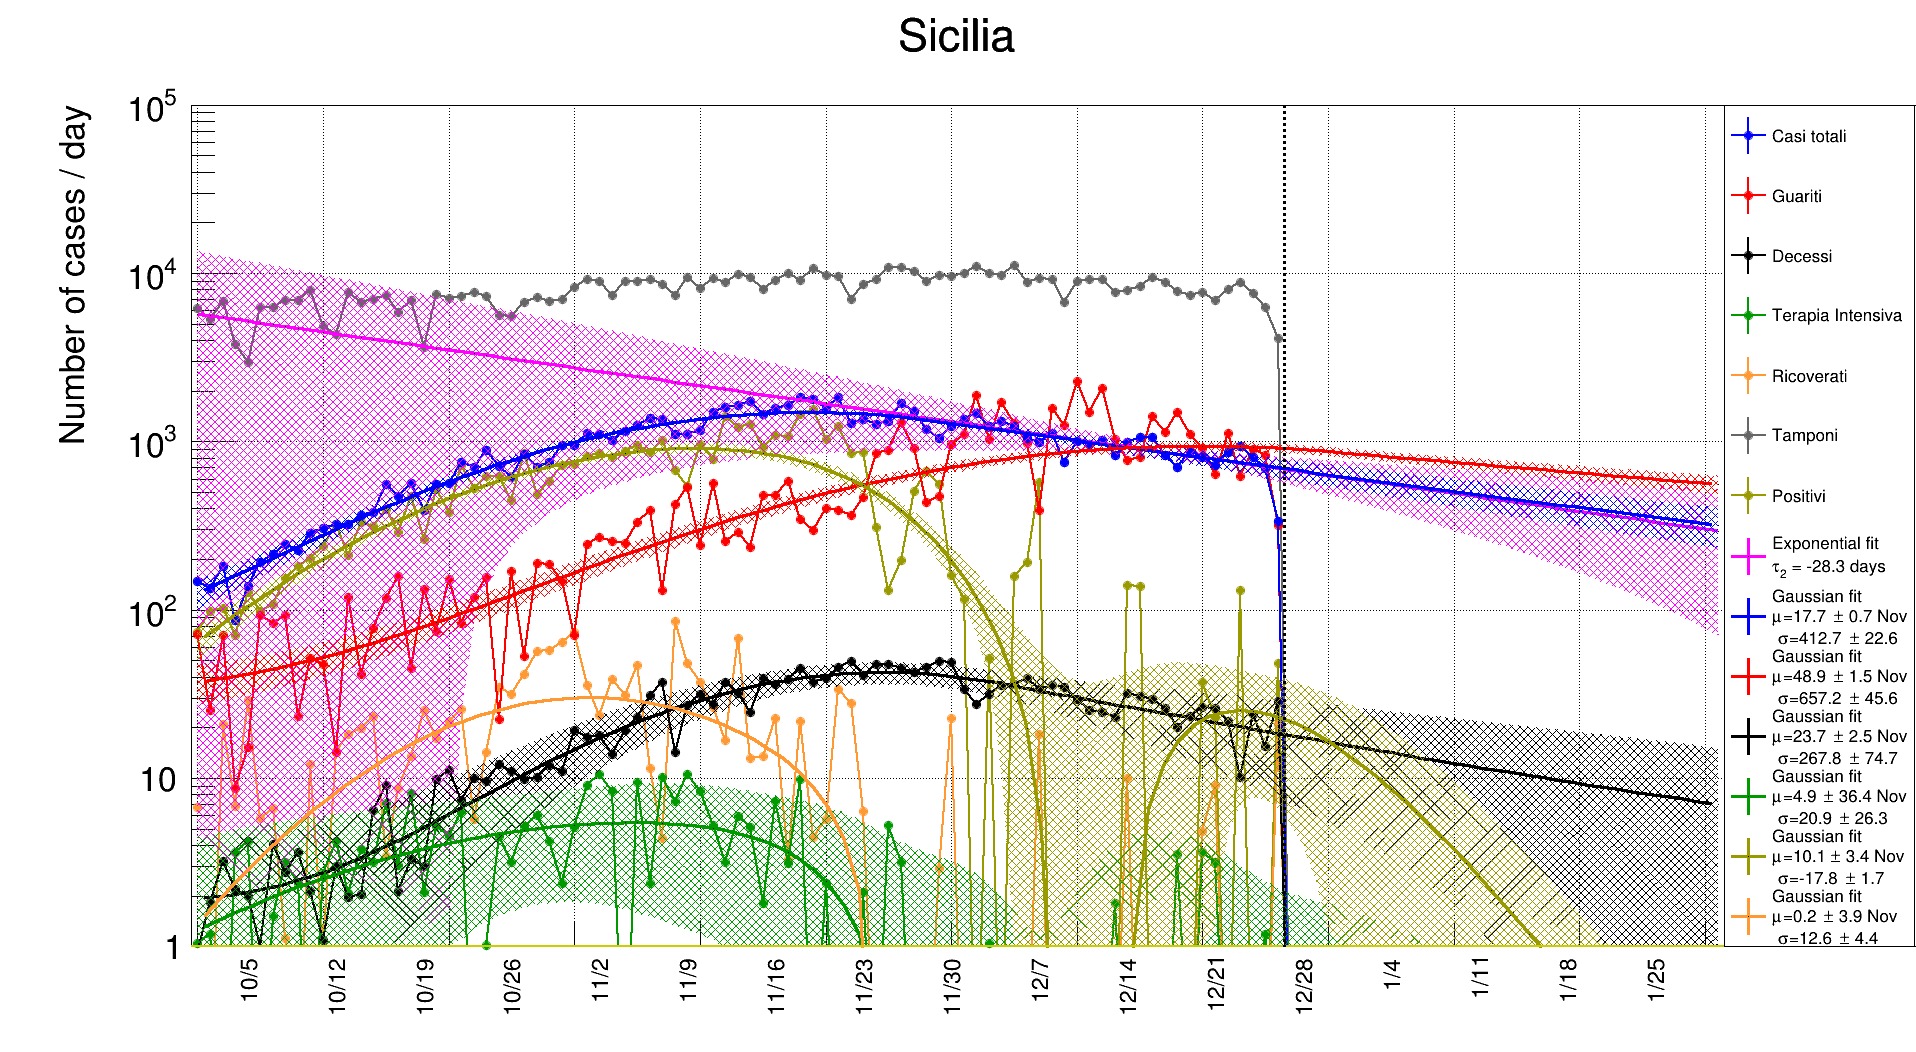 Sicilia
Number of cases / day
10^5
10^4
10^3
10^2
10
1
10/5
10/12
10/19
10/26
11/2
11/9
11/16
11/23
11/30
12/7
12/14
12/21
12/28
1/4
1/11
1/18
1/25
Casi totali
Guariti
Decessi
Terapia Intensiva
Ricoverati
Tamponi
Positivi
Exponential fit
τ2 = -28.3 days
Gaussian fit
μ=17.7 ± 0.7 Nov
σ=412.7 ± 22.6
Gaussian fit
μ=48.9 ± 1.5 Nov
σ=657.2 ± 45.6
Gaussian fit
μ=23.7 ± 2.5 Nov
σ=267.8 ± 74.7
Gaussian fit
μ=4.9 ± 36.4 Nov
σ=20.9 ± 26.3
Gaussian fit
μ=10.1 ± 3.4 Nov
σ=-17.8 ± 1.7
Gaussian fit
μ=0.2 ± 3.9 Nov
σ=12.6 ± 4.4